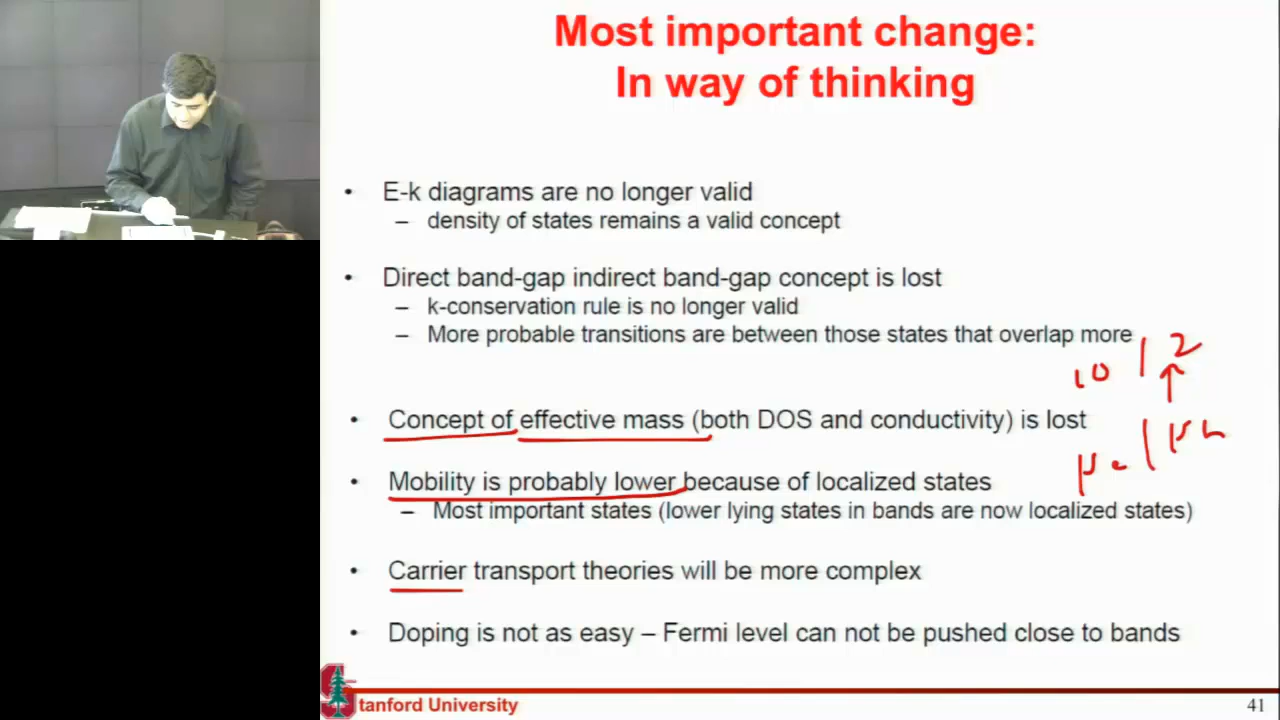 Most important change:
In way of thinking
• E-k diagrams are no longer valid
– density of states remains a valid concept
• Direct band-gap indirect band-gap concept is lost
– k-conservation rule is no longer valid
– More probable transitions are between those states that overlap more
10 | 2
• Concept of effective mass (both DOS and conductivity) is lost
μe | μh
• Mobility is probably lower because of localized states
– Most important states (lower lying states in bands are now localized states)
• Carrier transport theories will be more complex
• Doping is not as easy – Fermi level can not be pushed close to bands
Stanford University
41